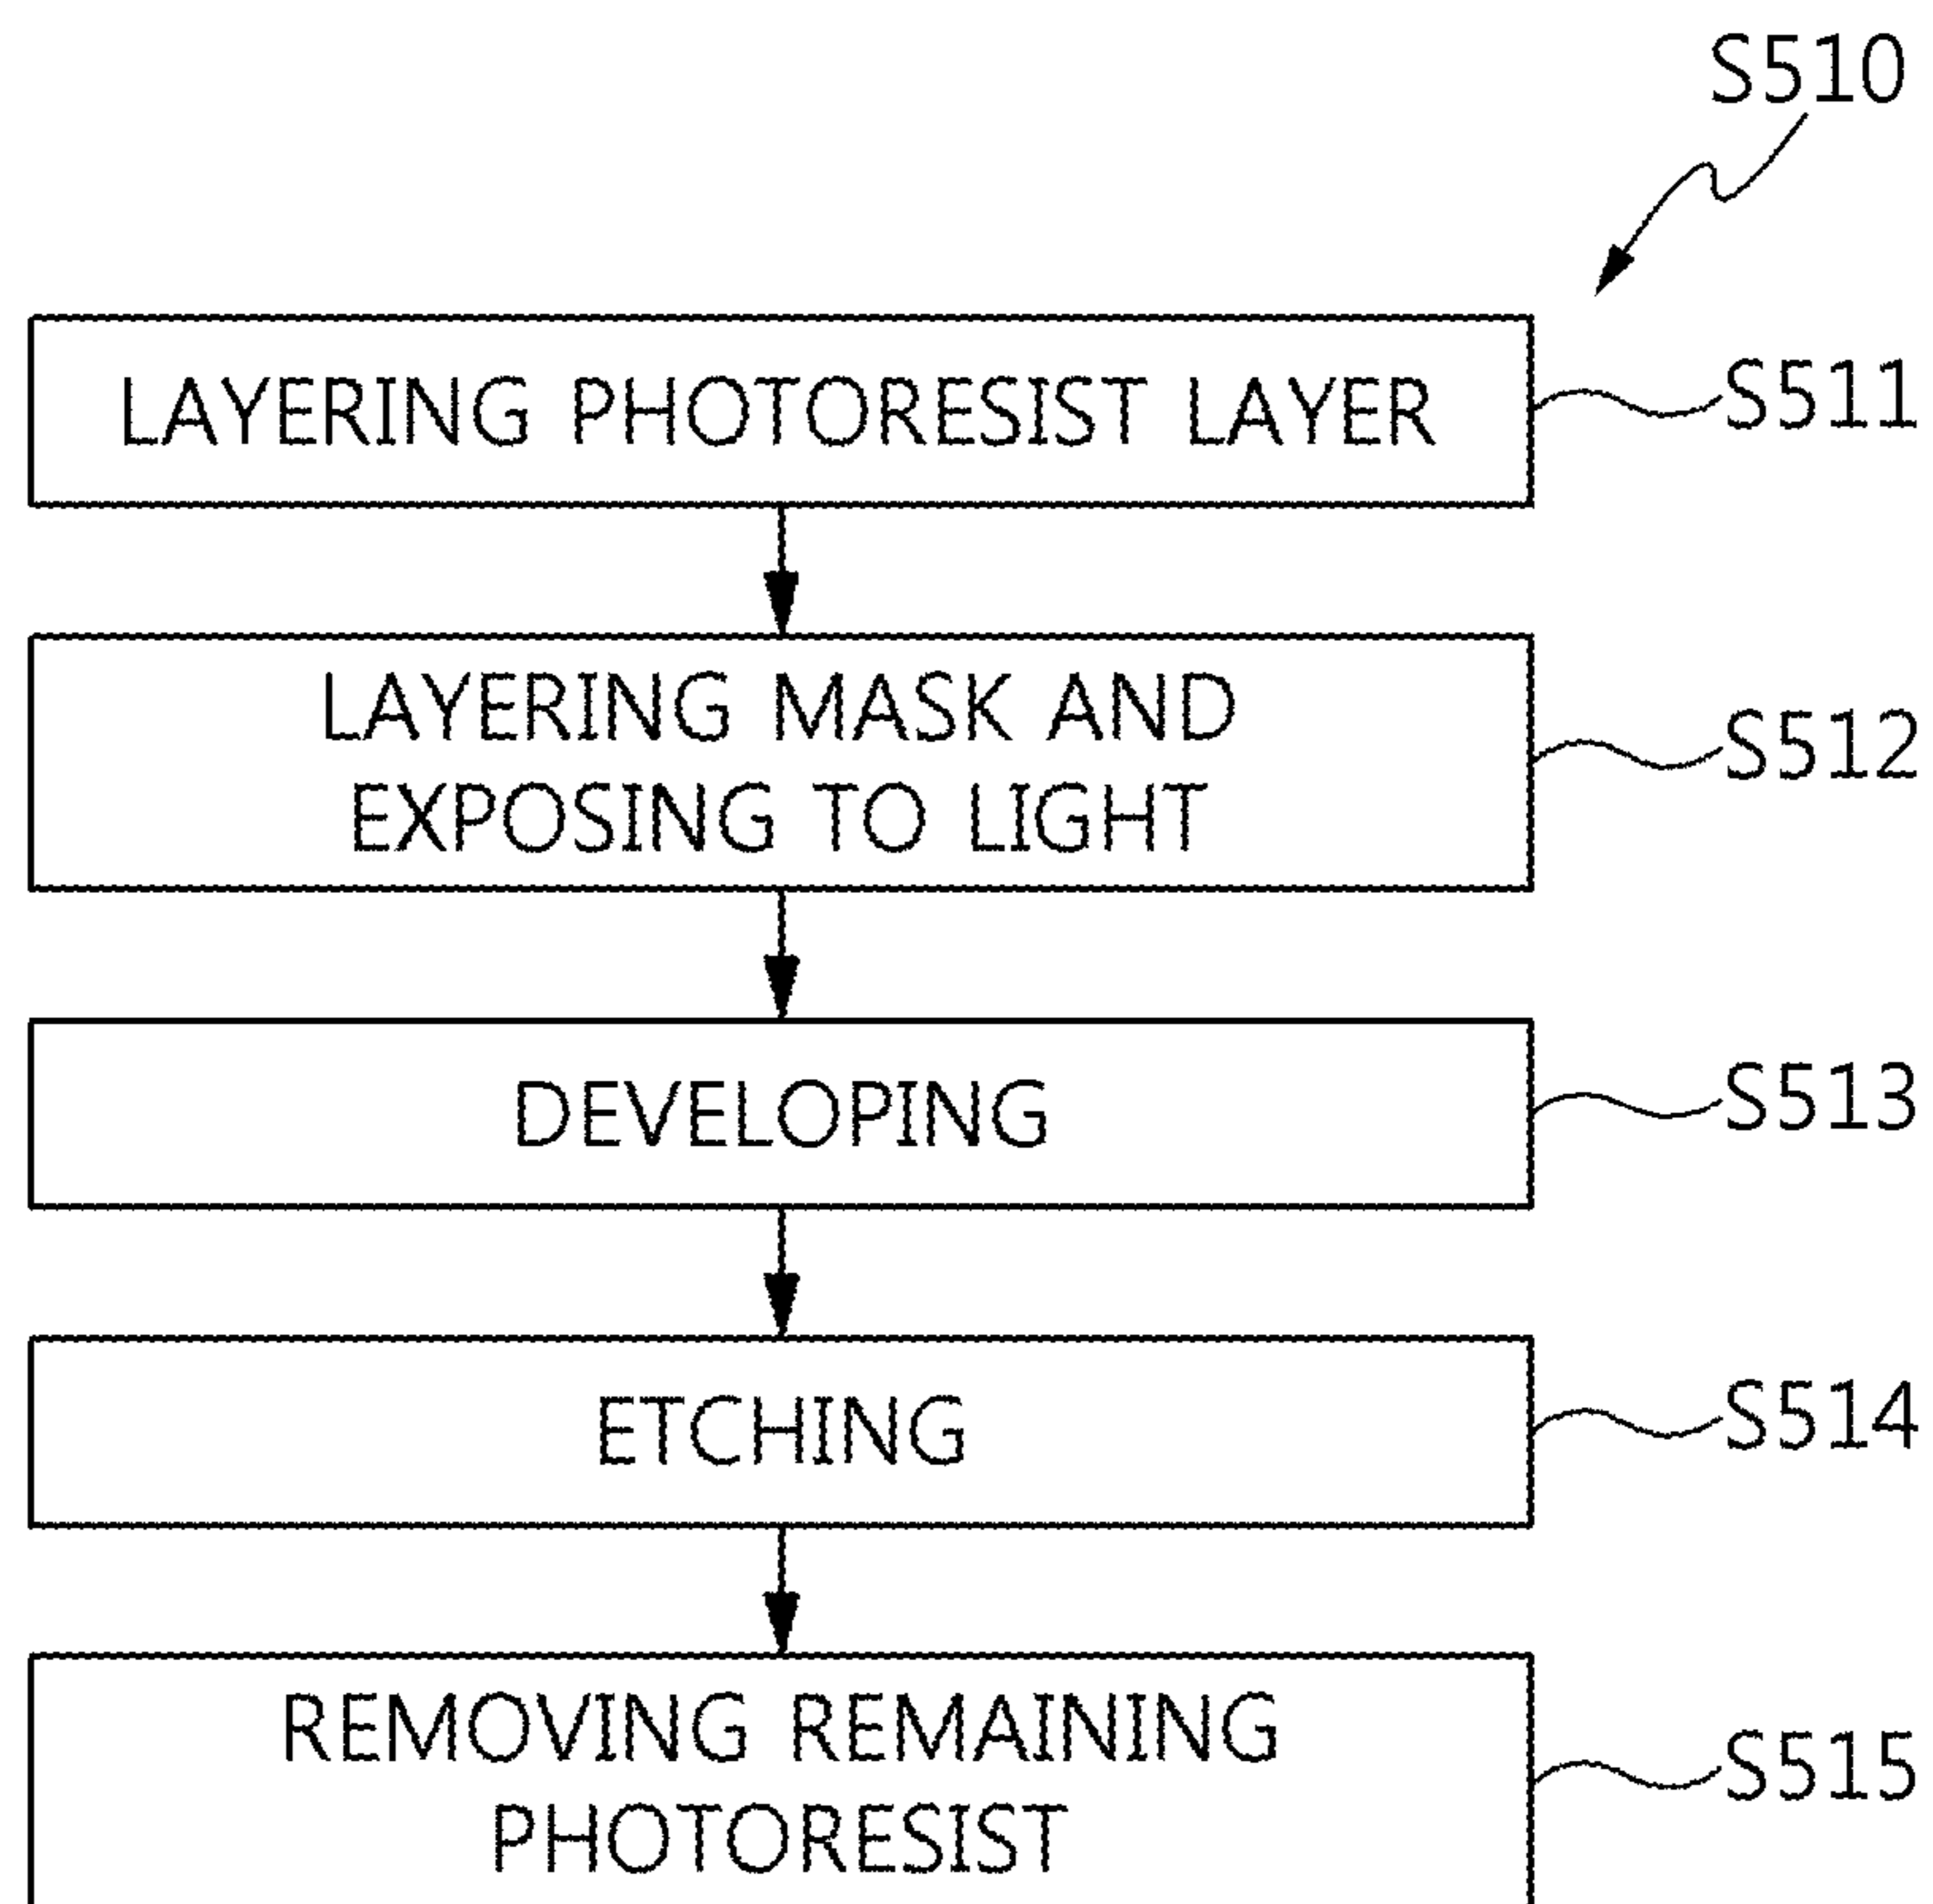 S510
LAYERING PHOTORESIST LAYER
S511
LAYERING MASK AND
EXPOSING TO LIGHT
S512
DEVELOPING
S513
ETCHING
S514
REMOVING REMAINING
PHOTORESIST
S515